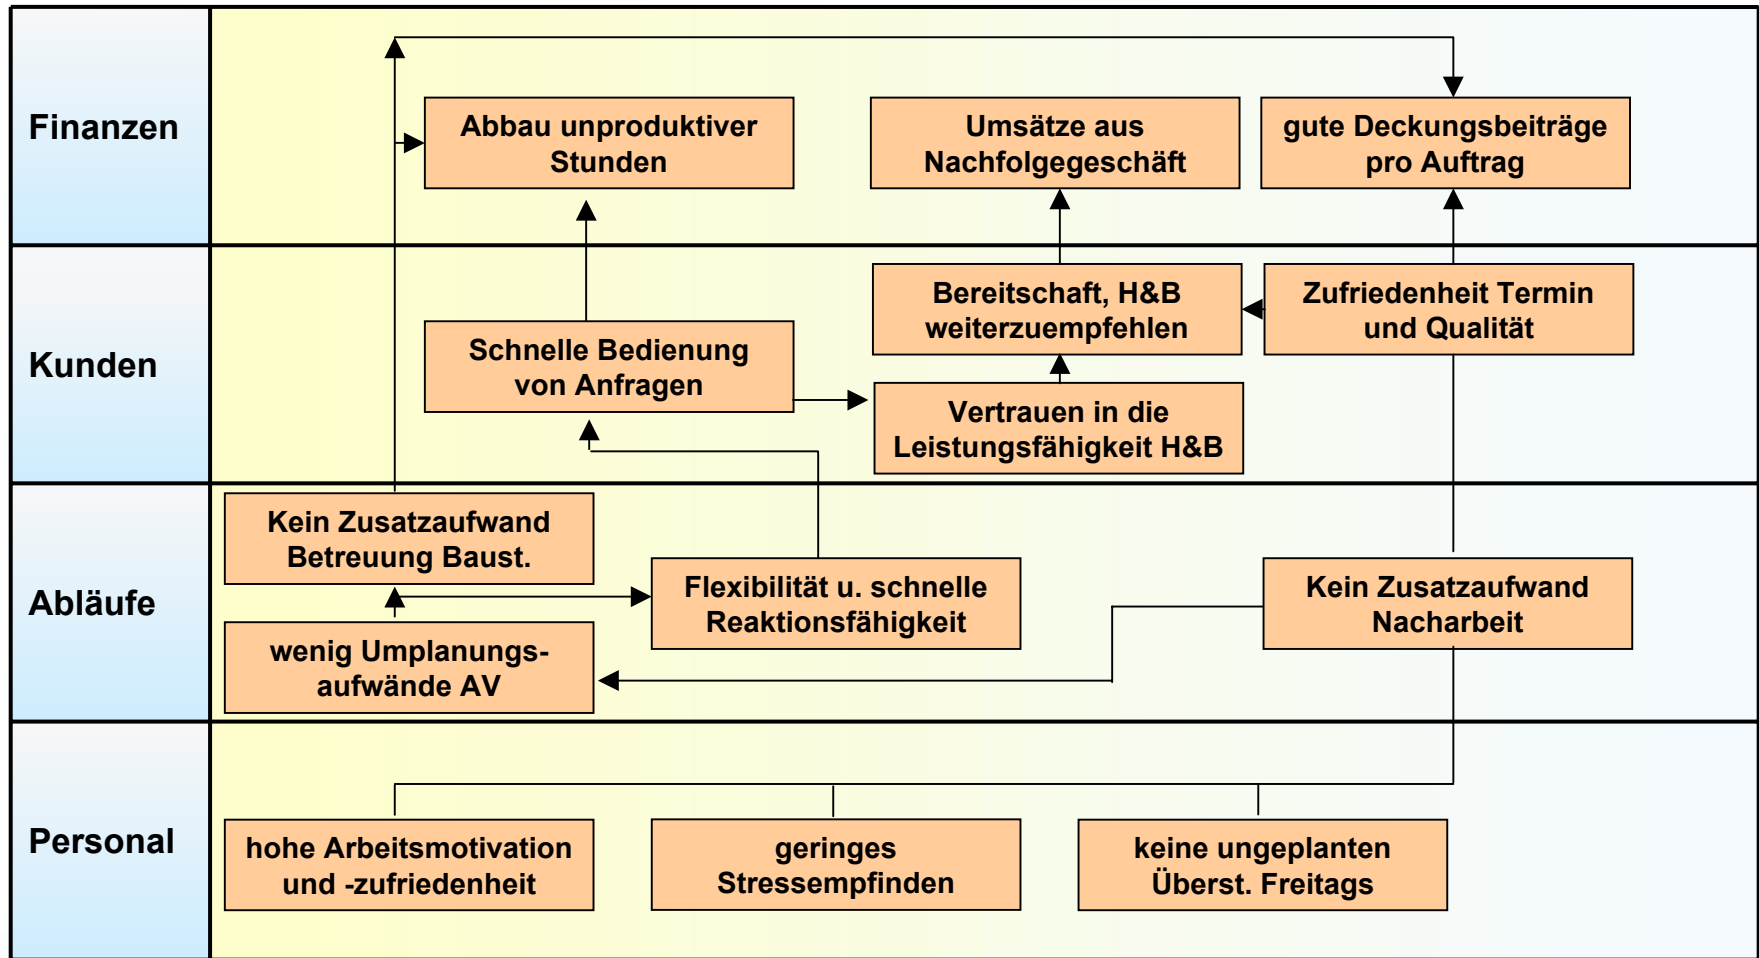 Finanzen
Abbau unproduktiver
Stunden
Umsätze aus
Nachfolgegeschäft
gute Deckungsbeiträge
pro Auftrag
Kunden
Schnelle Bedienung
von Anfragen
Bereitschaft, H&B
weiterzuempfehlen
Zufriedenheit Termin
und Qualität
Vertrauen in die
Leistungsfähigkeit H&B
Abläufe
Kein Zusatzaufwand
Betreuung Baust.
Flexibilität u. schnelle
Reaktionsfähigkeit
Kein Zusatzaufwand
Nacharbeit
wenig Umplanungs-
aufwände AV
Personal
hohe Arbeitsmotivation
und -zufriedenheit
geringes
Stressempfinden
keine ungeplanten
Überst. Freitags